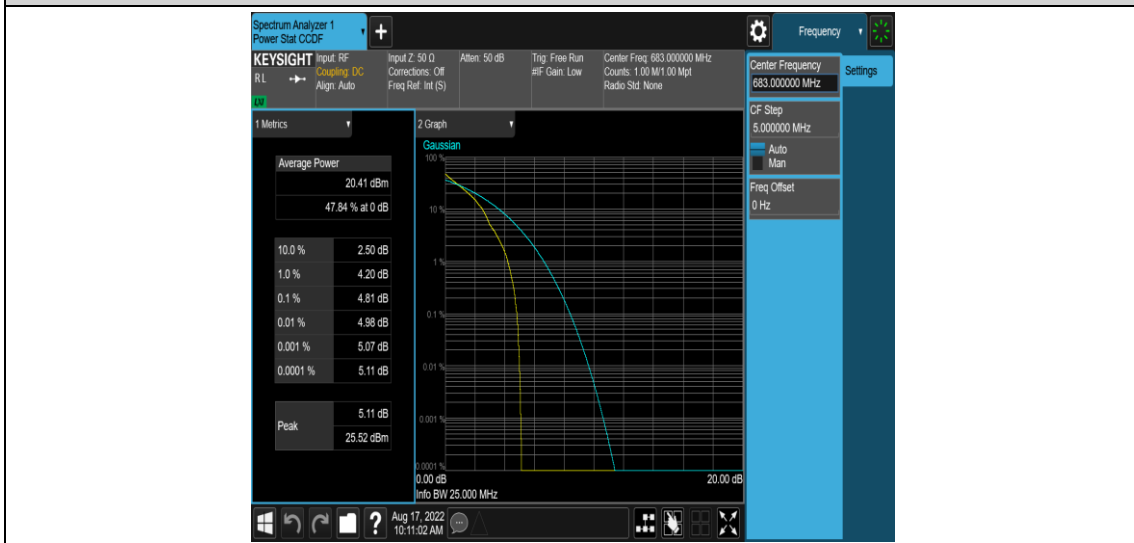 Spectrum Analyzer 1
Power Stat CCDF
Frequency
KEYSIGHT
R L
LXI
Input: RF
Coupling: DC
Align: Auto
Input Z: 50 Ω
Corrections: Off
Freq Ref: Int (S)
Atten: 50 dB
Trig: Free Run
#IF Gain: Low
Center Freq: 683.000000 MHz
Counts: 1.00 M/1.00 Mpt
Radio Std: None
Center Frequency
683.000000 MHz
Settings
CF Step
5.000000 MHz
Auto
Man
Freq Offset
0 Hz
1 Metrics
Average Power
20.41 dBm
47.84 % at 0 dB
10.0 % 2.50 dB
1.0 % 4.20 dB
0.1 % 4.81 dB
0.01 % 4.98 dB
0.001 % 5.07 dB
0.0001 % 5.11 dB
Peak
5.11 dB
25.52 dBm
2 Graph
Gaussian
100 %
10 %
1 %
0.1 %
0.01 %
0.001 %
0.0001 %
0.00 dB 20.00 dB
Info BW 25.000 MHz
?
Aug 17, 2022
10:11:02 AM